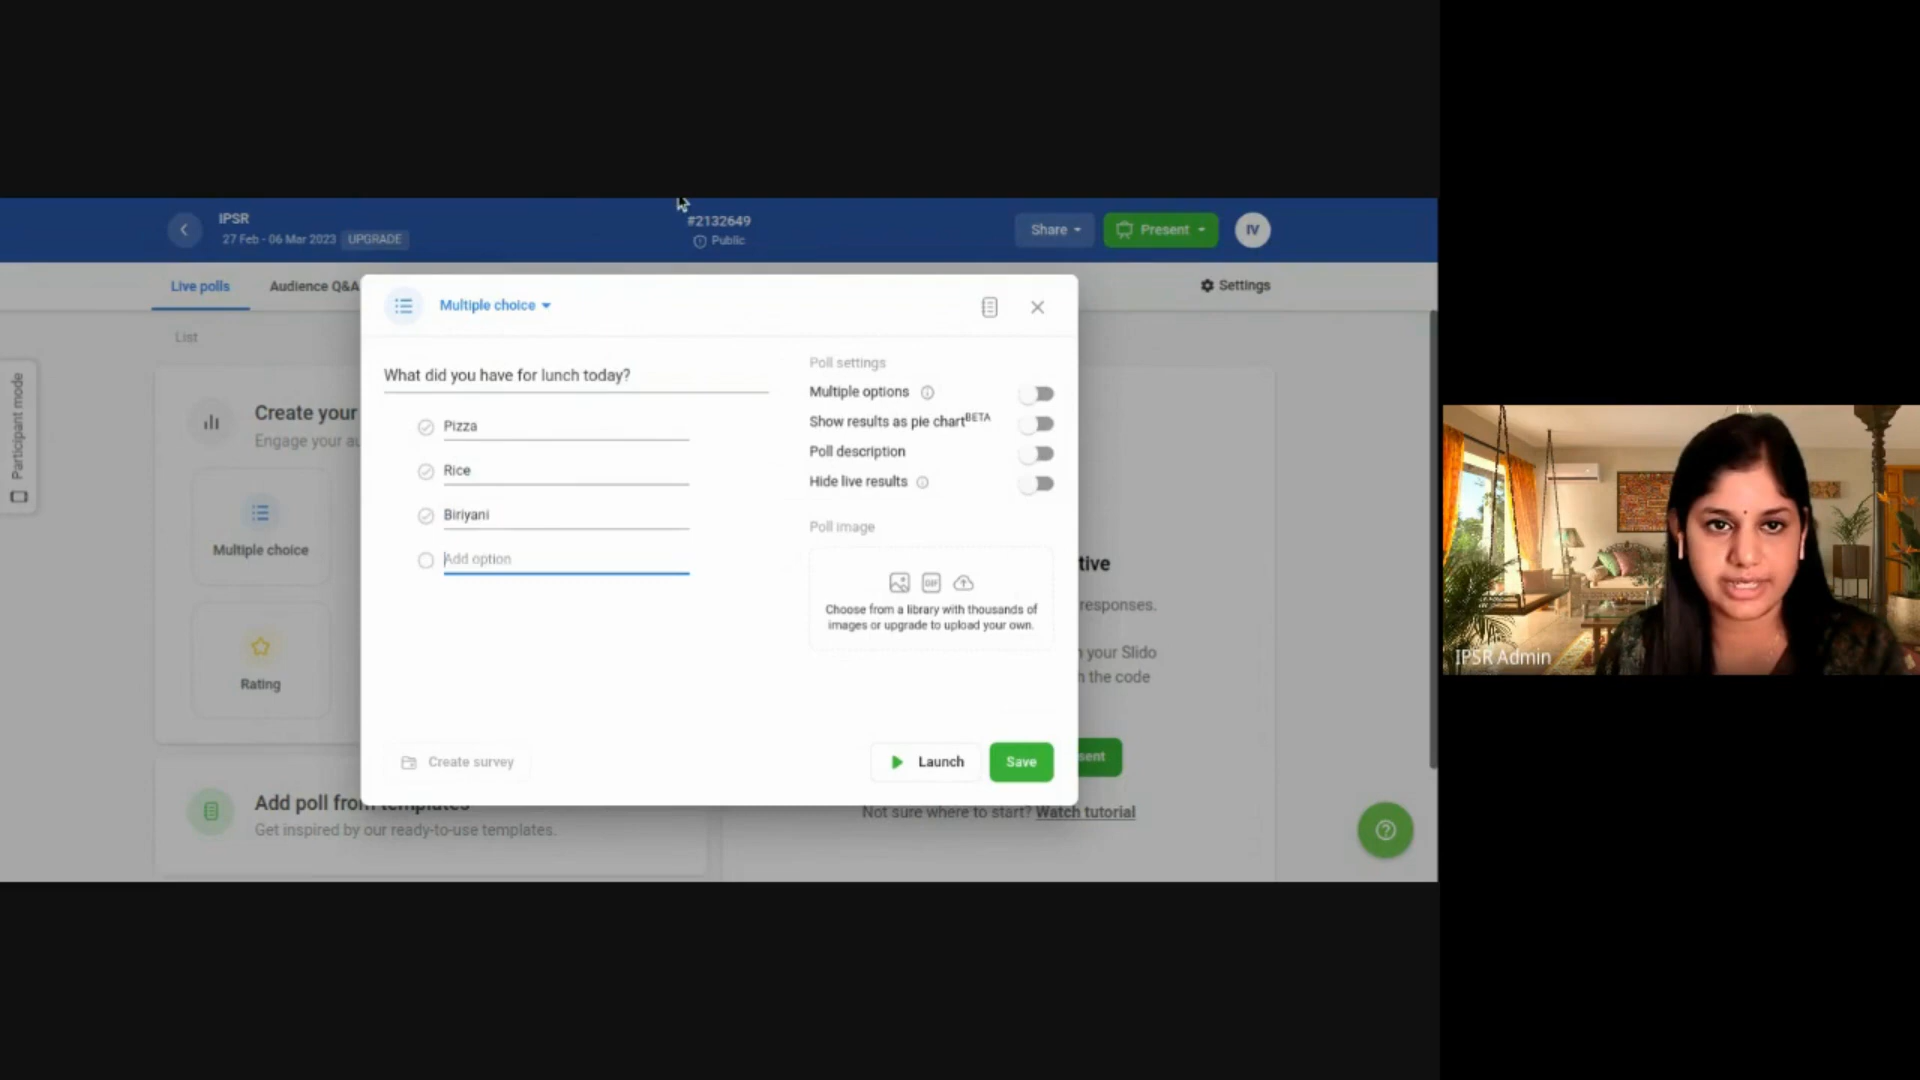 IPSR
27 Feb - 06 Mar 2023 UPGRADE
#2132649
Public
Share
Present
IV
Live polls
Audience Q&A
Settings
List
Participant mode
Create your
Engage your au
Multiple choice
Rating
Add poll from templates
Get inspired by our ready-to-use templates.
Multiple choice
What did you have for lunch today?
Pizza
Rice
Biriyani
Add option
Poll settings
Multiple options
Show results as pie chart BETA
Poll description
Hide live results
Poll image
GIF
Choose from a library with thousands of
images or upgrade to upload your own.
Create survey
Launch
Save
tive
responses.
your Slido
the code
sent
Not sure where to start? Watch tutorial
IPSR Admin